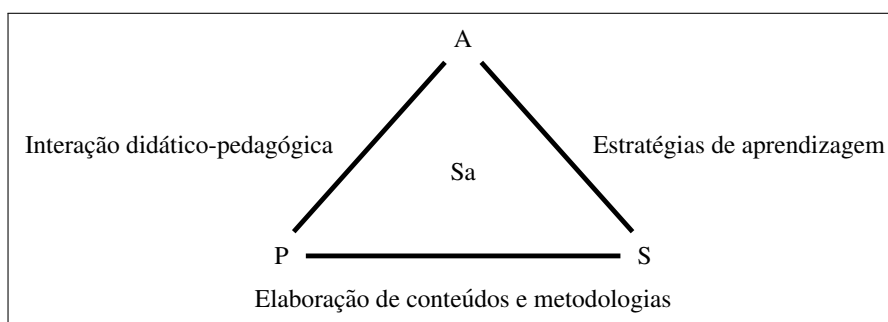 A
Interação didático-pedagógica
Estratégias de aprendizagem
Sa
P
S
Elaboração de conteúdos e metodologias